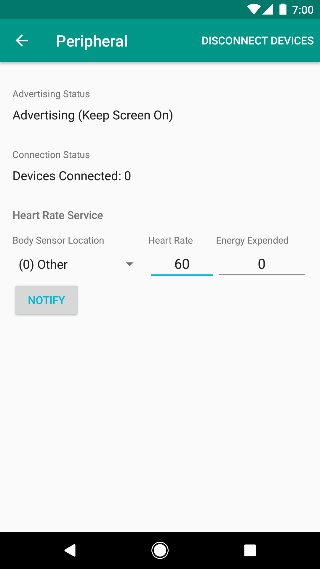 7:00
Peripheral DISCONNECT DEVICES
Advertising Status
Advertising (Keep Screen On)
Connection Status
Devices Connected: 0
Heart Rate Service
Body Sensor Location Heart Rate Energy Expended
(0) Other 60 0
NOTIFY